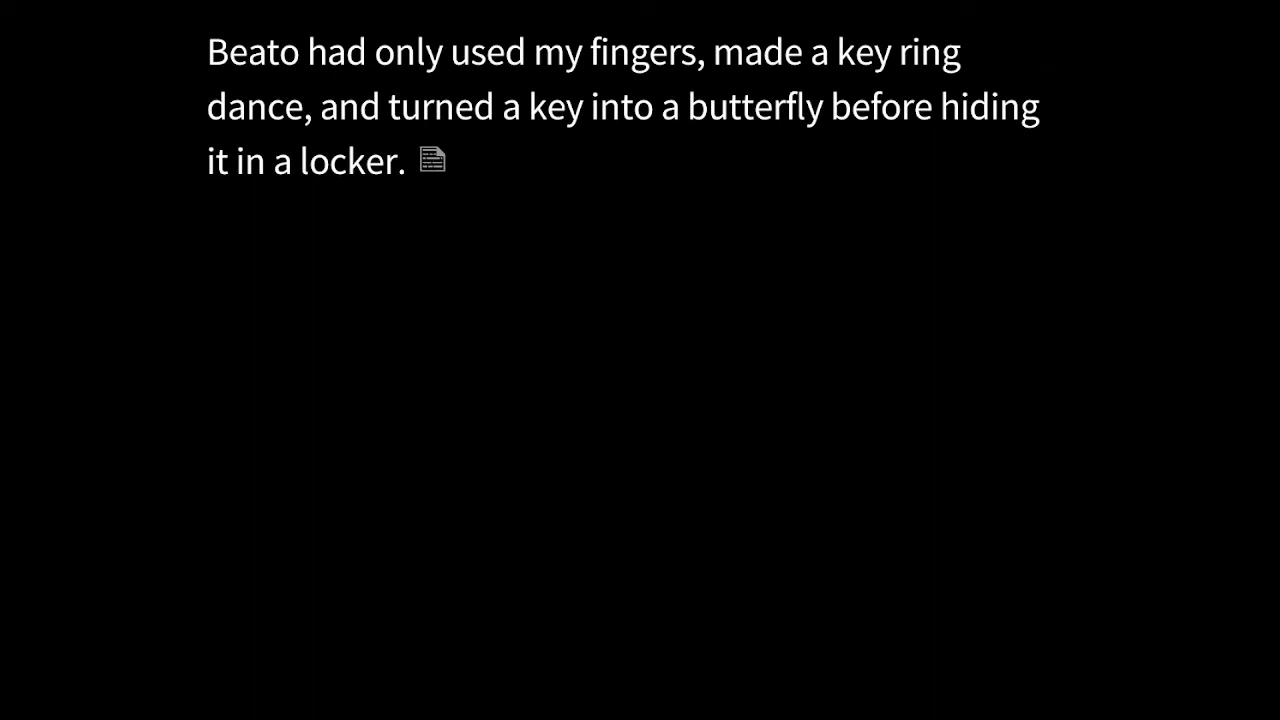 Beato had only used my fingers, made a key ring
dance, and turned a key into a butterfly before hiding
it in a locker.